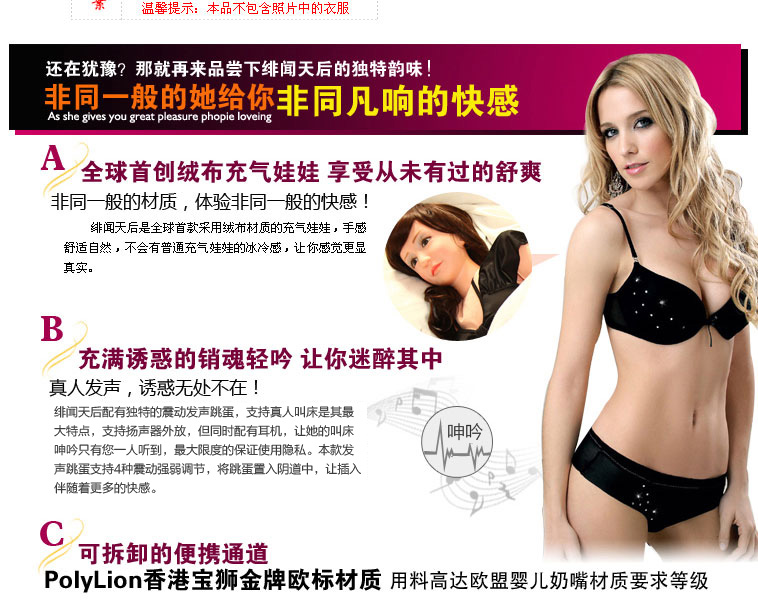 景
温馨提示：本品不包含照片中的衣服
还在犹豫？那就再来品尝下绯闻天后的独特韵味！
非同一般的她给你非同凡响的快感
As she gives you great pleasure phopie loveing
A 全球首创绒布充气娃娃 享受从未有过的舒爽
非同一般的材质，体验非同一般的快感！
绯闻天后是全球首款采用绒布材质的充气娃娃，手感
舒适自然，不会有普通充气娃娃的冰冷感，让你感觉更显
真实。
B 充满诱惑的销魂轻吟 让你迷醉其中
真人发声，诱惑无处不在！
绯闻天后配有独特的震动发声跳蛋，支持真人叫床是其最
大特点，支持扬声器外放，但同时配有耳机，让她的叫床
呻吟只有您一人听到，最大限度的保证使用隐私。本款发
声跳蛋支持4种震动强弱调节，将跳蛋置入阴道中，让插入
伴随着更多的快感。
呻吟
C 可拆卸的便携通道
PolyLion香港宝狮金牌欧标材质 用料高达欧盟婴儿奶嘴材质要求等级